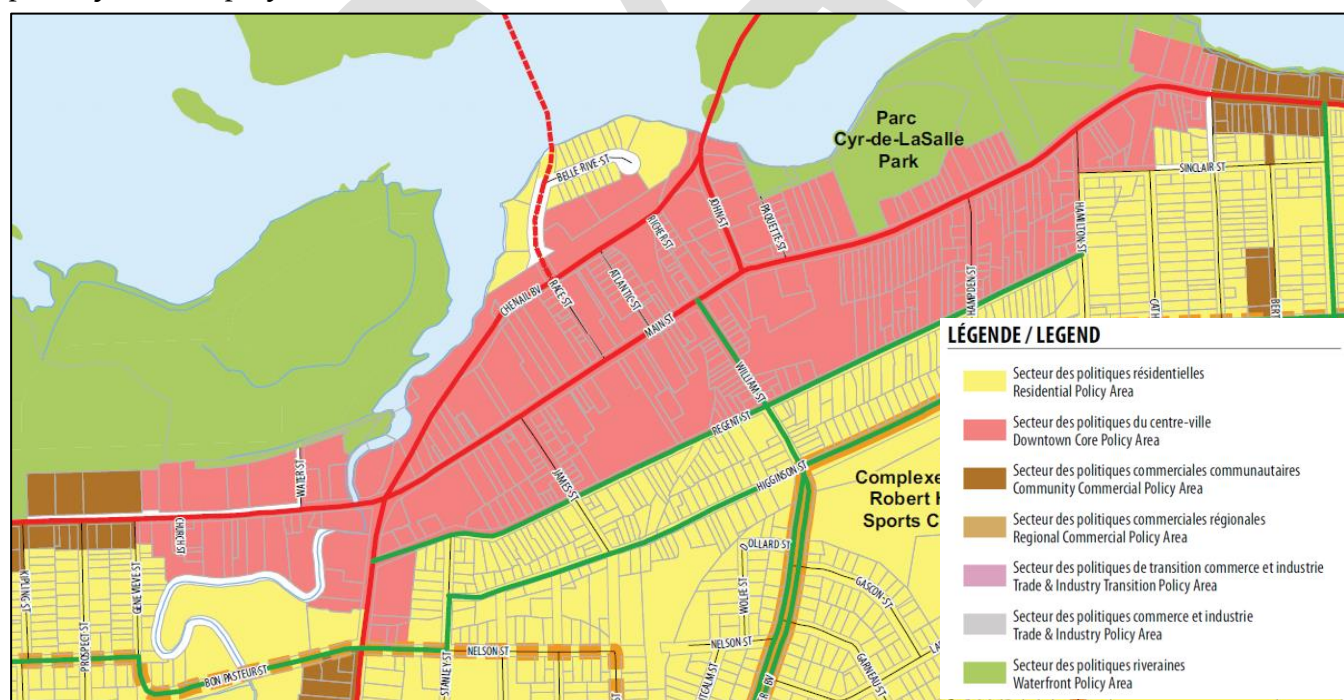 Parc
Cyr-de-LaSalle
Park
BELLE RIVE ST
SINCLAIR ST
RICHER ST
JOHN ST
PAQUETTE ST
HAMILTON ST
CHENAIL BV
RACE ST
ATLANTIC ST
MAIN ST
HAMPDEN ST
CATH
BERT
WILLIAM ST
REGENT ST
WATER ST
JAMES ST
HIGGINSON ST
CHURCH ST
Complexe
Robert H
Sports C
DOLLARD ST
KIPLING ST
PROSPECT ST
GENEVIEVE ST
WOLFE ST
GASCON ST
BON PASTEUR ST
STANLEY ST
NELSON ST
NELSON ST
GARNEAU ST
LÉGENDE / LEGEND
Secteur des politiques résidentielles
Residential Policy Area
Secteur des politiques du centre-ville
Downtown Core Policy Area
Secteur des politiques commerciales communautaires
Community Commercial Policy Area
Secteur des politiques commerciales régionales
Regional Commercial Policy Area
Secteur des politiques de transition commerce et industrie
Trade & Industry Transition Policy Area
Secteur des politiques commerce et industrie
Trade & Industry Policy Area
Secteur des politiques riveraines
Waterfront Policy Area